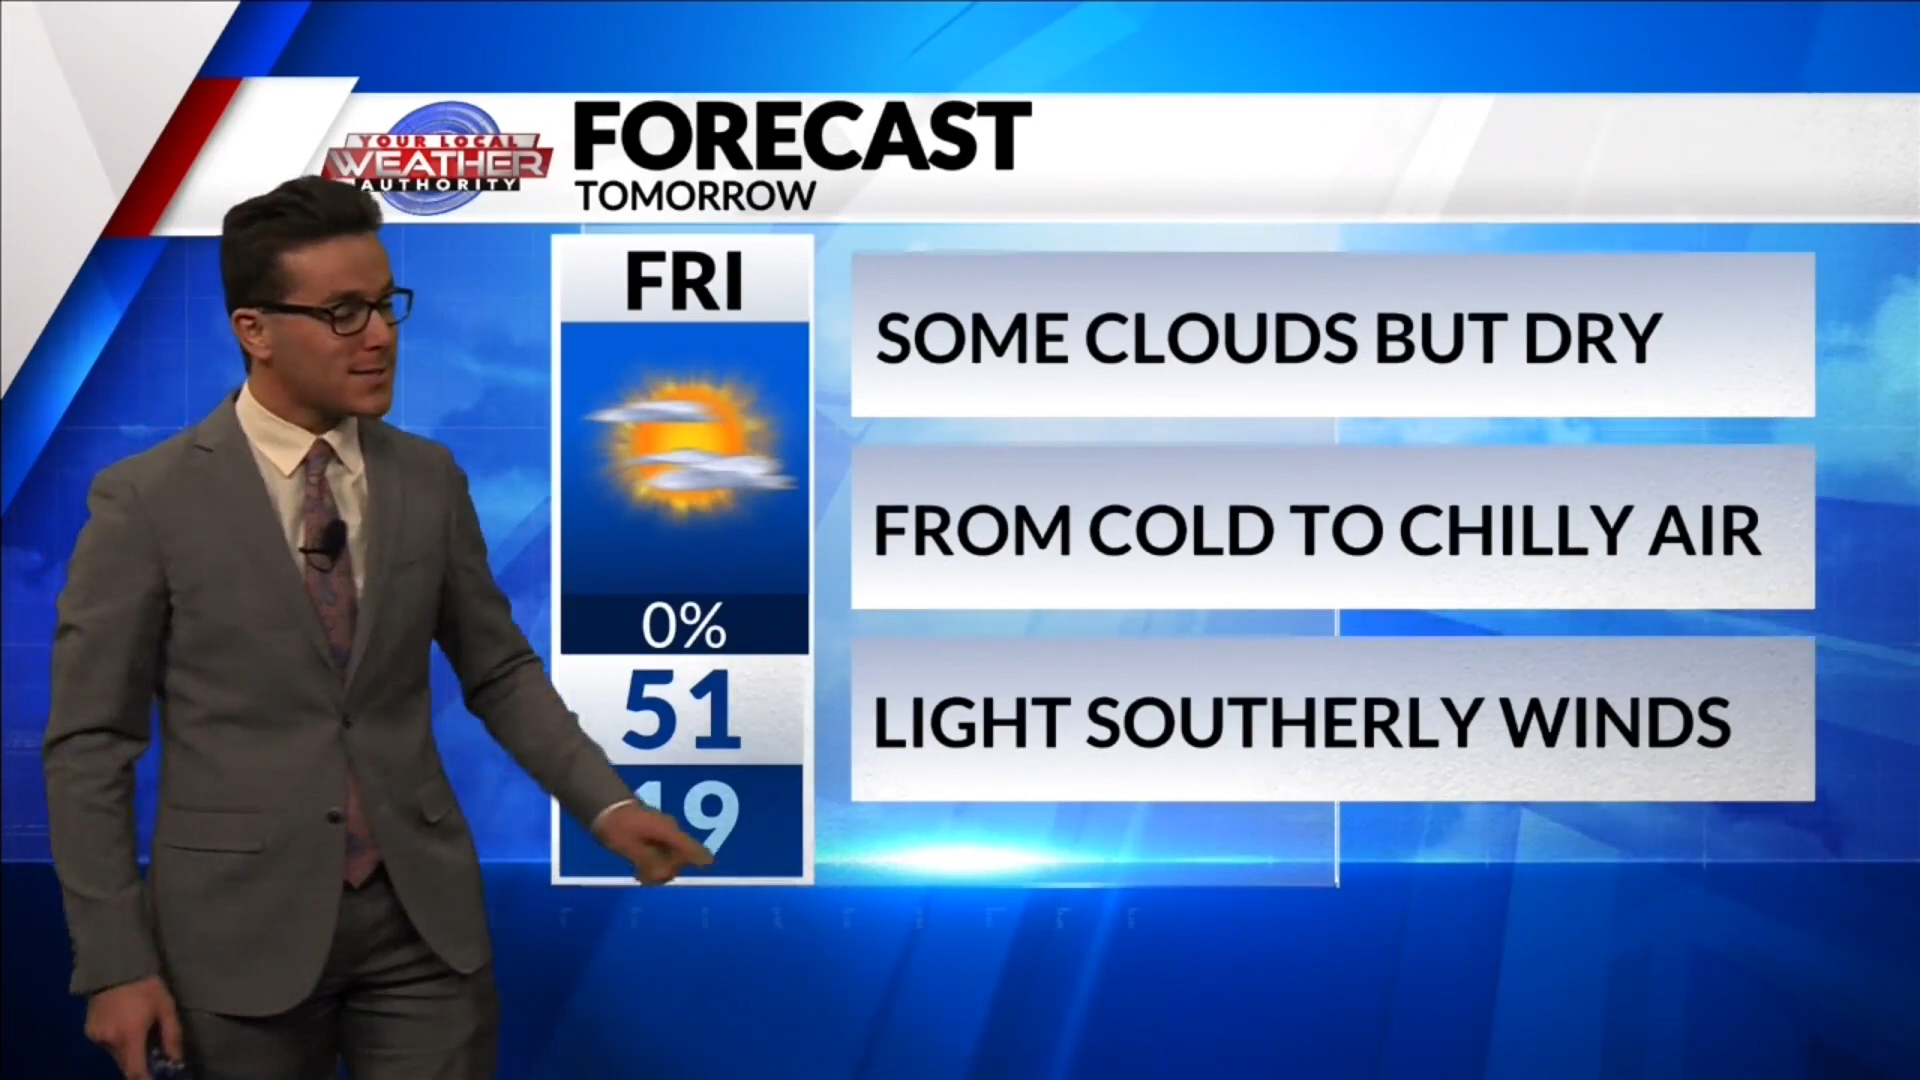 YOUR LOCAL
WEATHER
AUTHORITY
FORECAST
TOMORROW
FRI
0%
51
19
SOME CLOUDS BUT DRY
FROM COLD TO CHILLY AIR
LIGHT SOUTHERLY WINDS